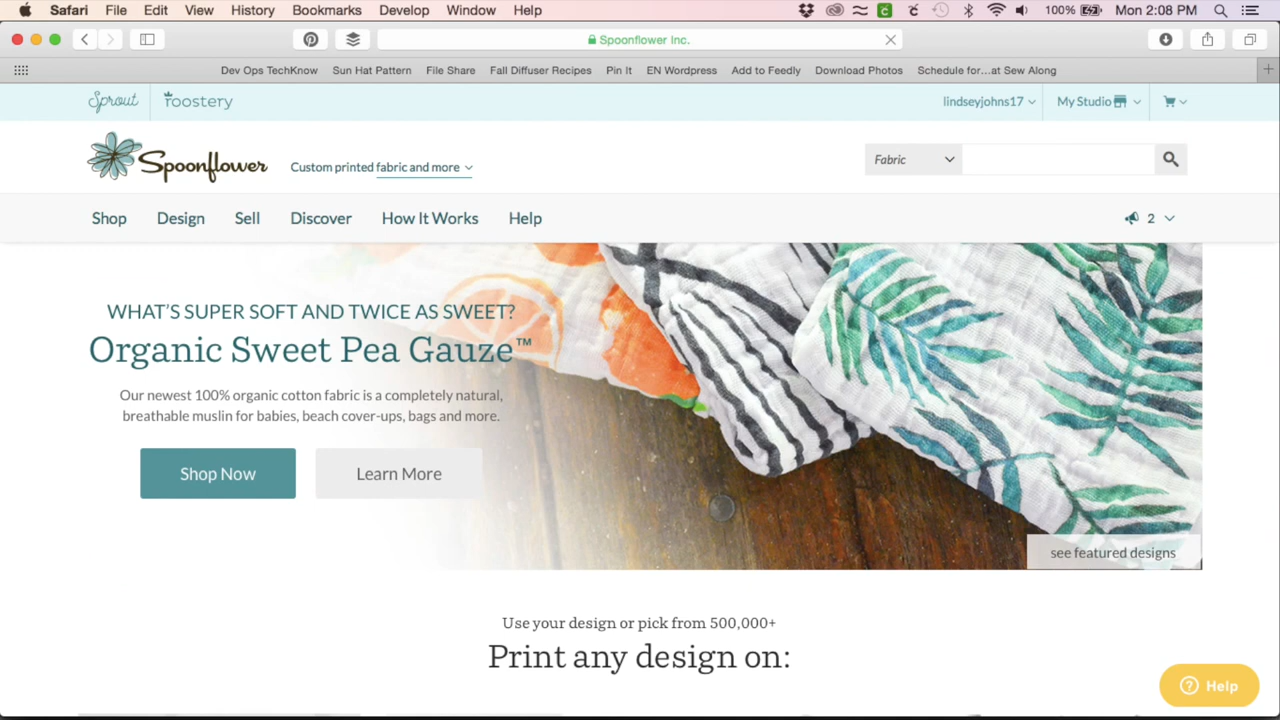 Safari File Edit View History Bookmarks Develop Window Help 100% Mon 2:08 PM
Spoonflower Inc.
Dev Ops TechKnow Sun Hat Pattern File Share Fall Diffuser Recipes Pin It EN Wordpress Add to Feedly Download Photos Schedule for...at Sew Along
Sprout roostery lindseyjohns17 My Studio
Spoonflower Custom printed fabric and more Fabric
Shop Design Sell Discover How It Works Help 2
WHAT'S SUPER SOFT AND TWICE AS SWEET?
Organic Sweet Pea Gauze™
Our newest 100% organic cotton fabric is a completely natural,
breathable muslin for babies, beach cover-ups, bags and more.
Shop Now Learn More
see featured designs
Use your design or pick from 500,000+
Print any design on:
Help